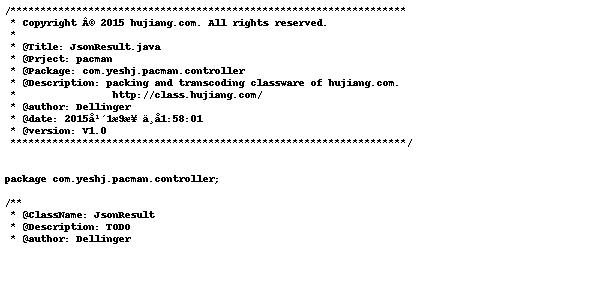 /******************************************************************
* Copyright Â© 2015 hujiang.com. All rights reserved.
*
* @Title: JsonResult.java
* @Prject: pacman
* @Package: com.yeshj.pacman.controller
* @Description: packing and transcoding classware of hujiang.com.
* http://class.hujiang.com/
* @author: Dellinger
* @date: 2015å¹´1æ9æ¥ ä¸å1:58:01
* @version: V1.0
******************************************************************/
package com.yeshj.pacman.controller;
/**
* @ClassName: JsonResult
* @Description: TODO
* @author: Dellinger